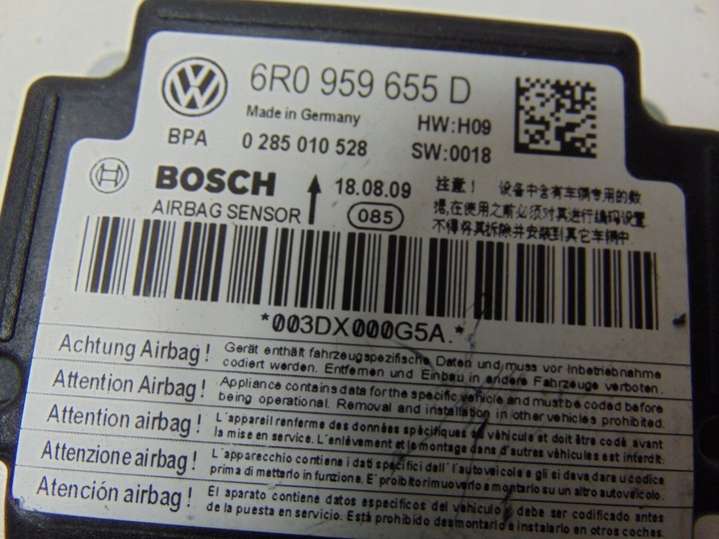 6R0 959 655 D
Made in Germany
HW:H09
BPA 0 285 010 528 SW:0018
BOSCH
AIRBAG SENSOR
18.08.09
085
注意! 设备中含有车辆专用的数
据,在使用之前必须对其进行编码设置
不得将其拆除并安装到其它车辆中
*003DX000G5A.*
Achtung Airbag! Gerät enthält fahrzeugspezifische Daten und muss vor Inbetriebnahme
codiert werden. Entfernen und Einbau in andere Fahrzeuge verboten.
Attention Airbag! Appliance contains data for the specific vehicle and must be coded before
being operational. Removal and installation in other vehicles prohibited.
Attention airbag! L'appareil renferme des données spécifiques au véhicule et doit être codé avant
la mise en service. L'enlèvement et le montage dans d'autres véhicules est interdit.
Attenzione airbag! L'apparecchio contiene i dati specifici dell'autoveicolo e gli si deve dare u codice
prima di metterlo in funzione. E' proibito rimuoverlo e montarlo su un altro autoveicolo.
Atención airbag! El aparato contiene datos específicos del vehículo y debe ser codificado antes
de la puesta en servicio. Está prohibido desmontarlo e instalarlo en otros coches.